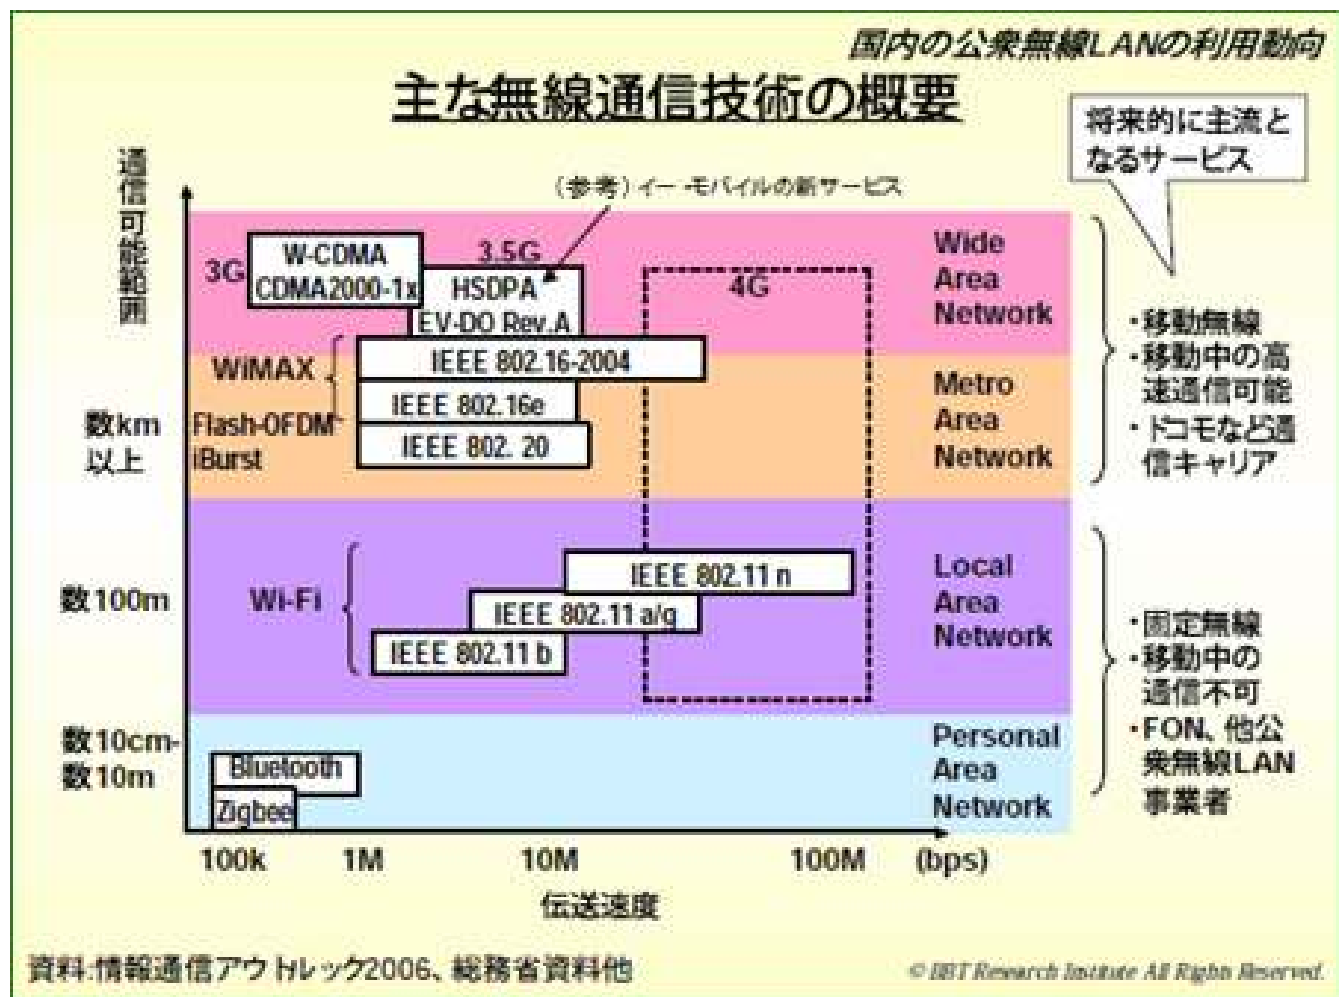 国内の公衆無線LANの利用動向
主な無線通信技術の概要
将来的に主流と
なるサービス
通信可能範囲
(参考)イー・モバイルの新サービス
3G
W-CDMA
CDMA2000-1x
3.5G
HSDPA
EV-DO Rev.A
4G
Wide
Area
Network
WiMAX
IEEE 802.16-2004
IEEE 802.16e
Flash-OFDM
iBurst
IEEE 802. 20
数km
以上
Metro
Area
Network
・移動無線
・移動中の高
速通信可能
・ドコモなど通
信キャリア
数100m
Wi-Fi
IEEE 802.11 n
IEEE 802.11 a/g
IEEE 802.11 b
Local
Area
Network
・固定無線
・移動中の
通信不可
・FON、他公
衆無線LAN
事業者
数10cm-
数10m
Bluetooth
Zigbee
Personal
Area
Network
100k
1M
10M
100M
(bps)
伝送速度
資料:情報通信アウトルック2006、総務省資料他
© BBT Research Institute All Rights Reserved.